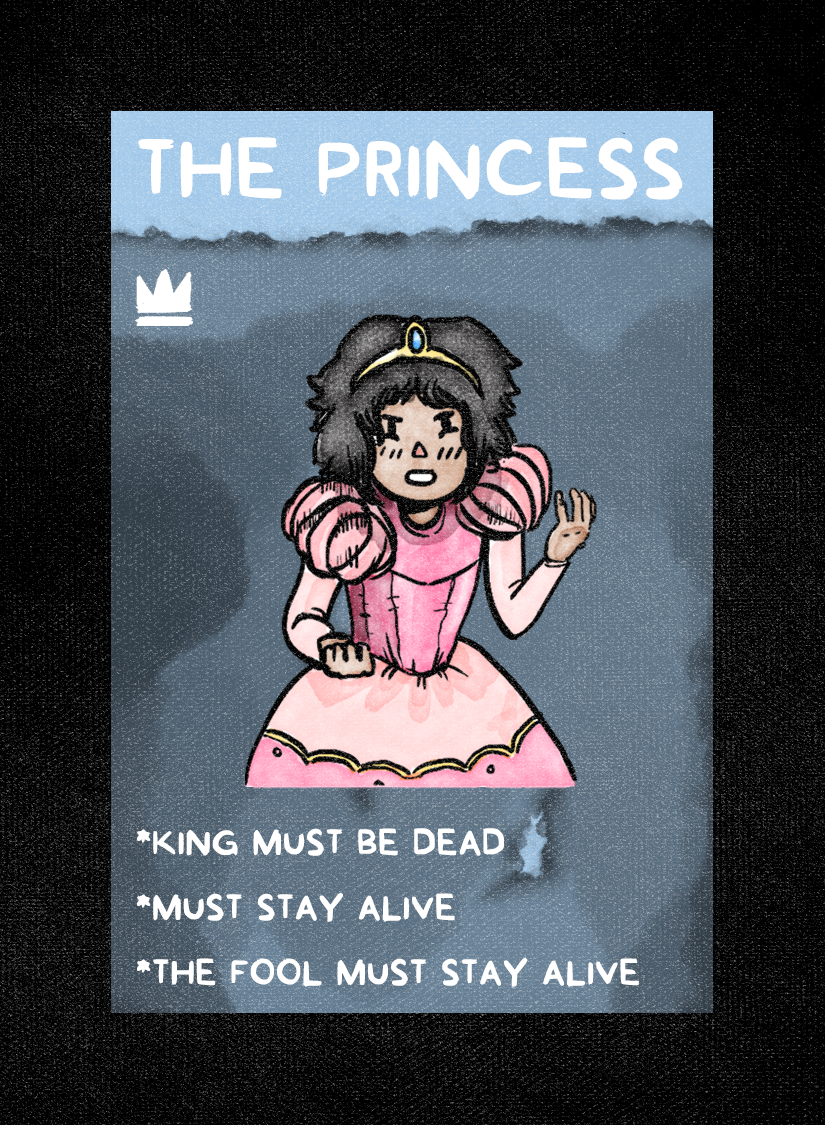 THE PRINCESS
*KING MUST BE DEAD
*MUST STAY ALIVE
*THE FOOL MUST STAY ALIVE